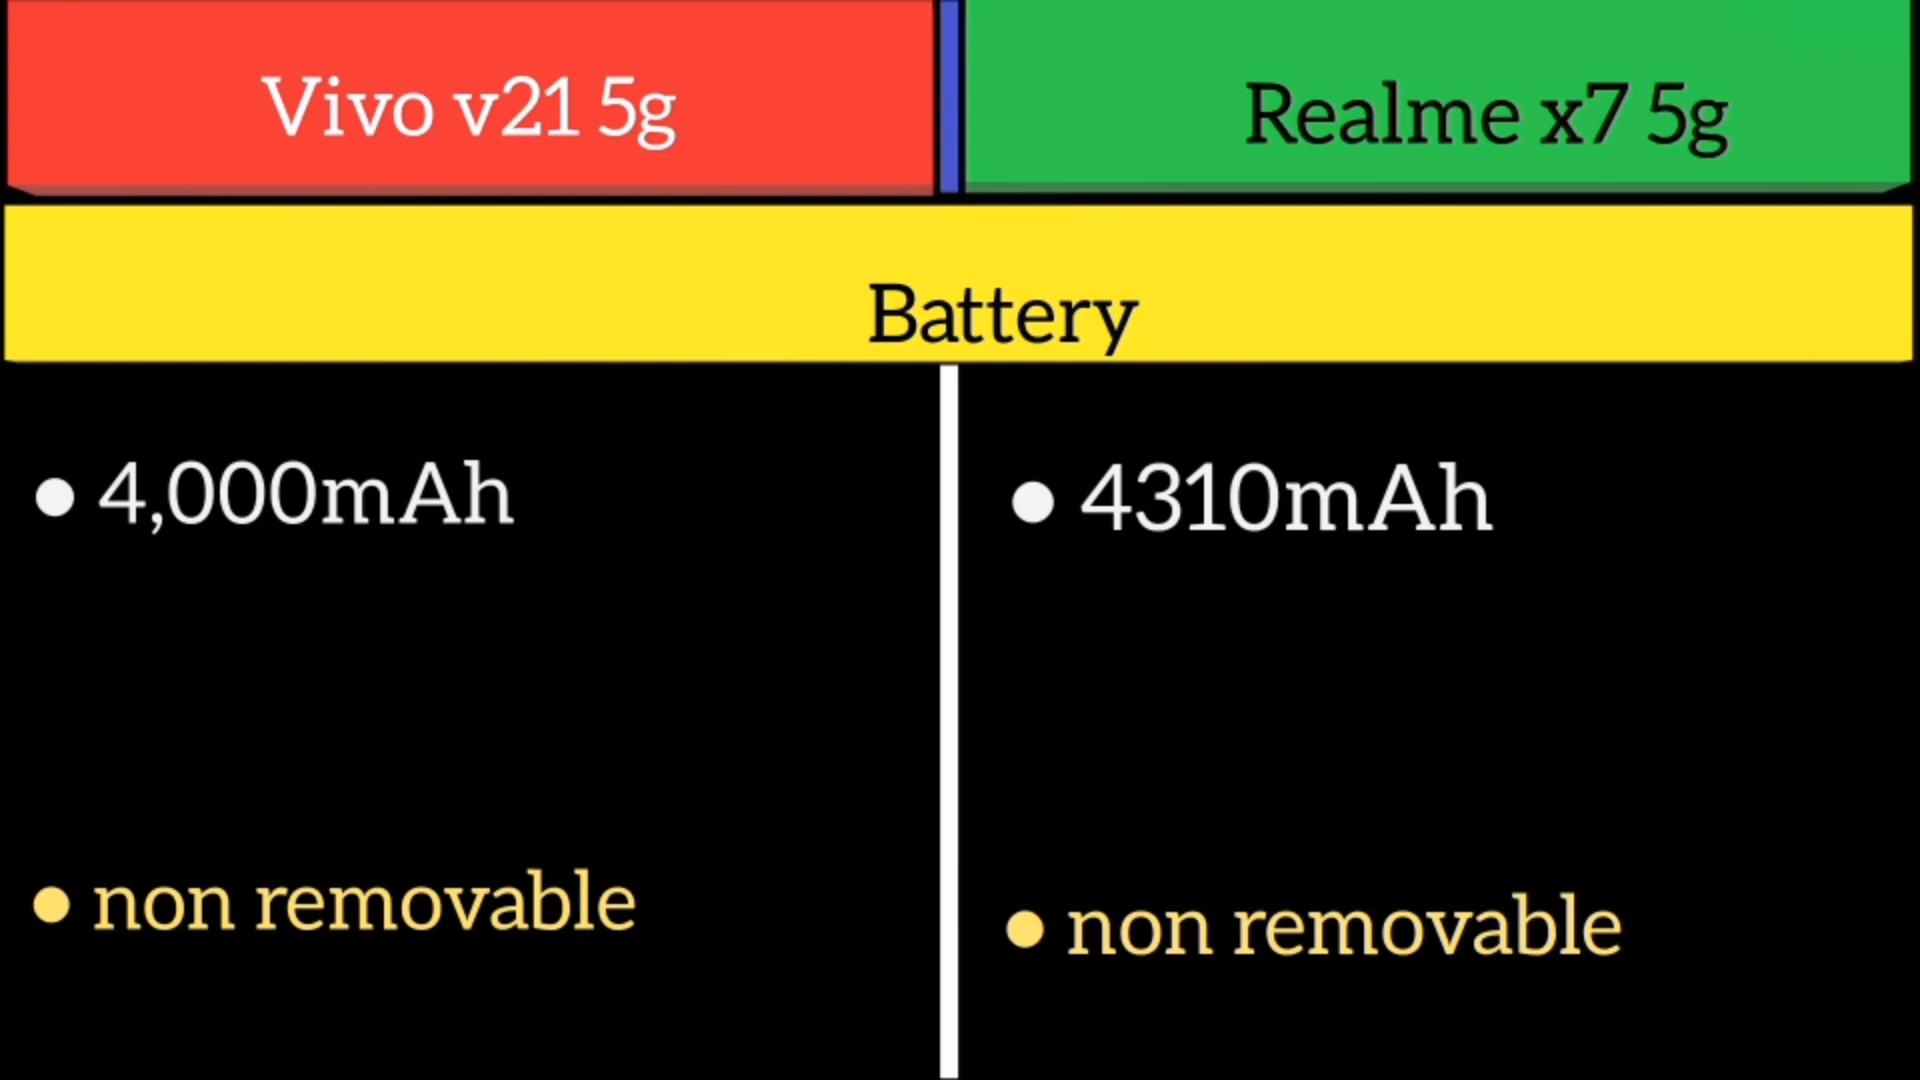 Vivo v21 5g
Realme x7 5g
Battery
• 4,000mAh
• 4310mAh
• non removable
• non removable